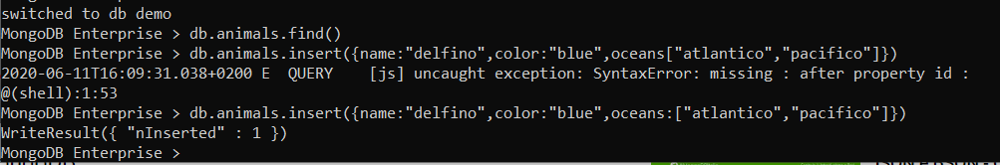 switched to db demo
MongoDB Enterprise > db.animals.find()
MongoDB Enterprise > db.animals.insert({name:"delfino",color:"blue",oceans["atlantico","pacifico"]})
2020-06-11T16:09:31.038+0200 E  QUERY    [js] uncaught exception: SyntaxError: missing : after property id :
@(shell):1:53
MongoDB Enterprise > db.animals.insert({name:"delfino",color:"blue",oceans:["atlantico","pacifico"]})
WriteResult({ "nInserted" : 1 })
MongoDB Enterprise >